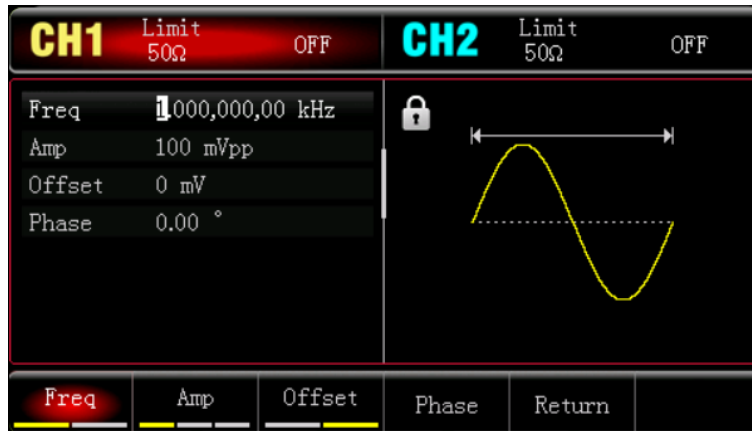 CH1 Limit 50Ω OFF CH2 Limit 50Ω OFF
Freq 1.000,000,00 kHz
Amp 100 mVpp
Offset 0 mV
Phase 0.00 °
Freq Amp Offset Phase Return